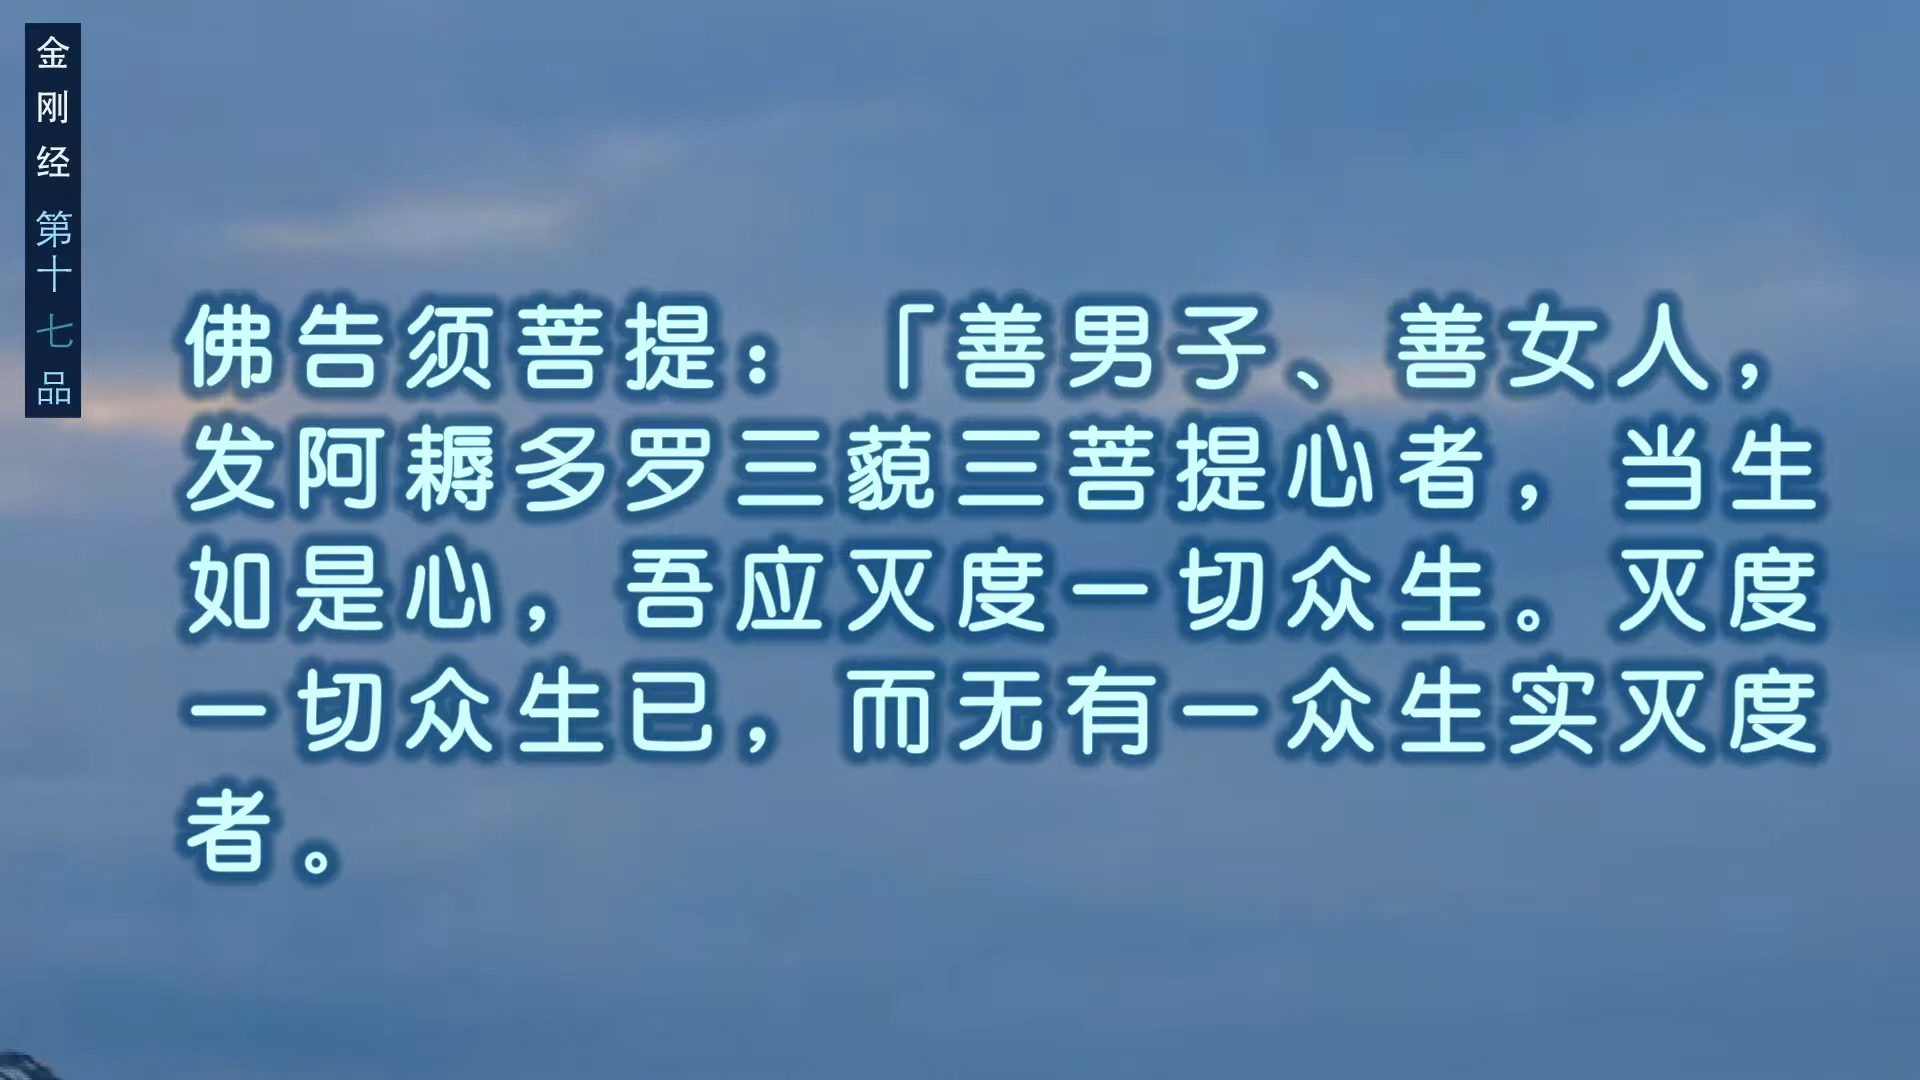 金刚经 第十七品
佛告须菩提：「善男子、善女人，
发阿耨多罗三藐三菩提心者，当生
如是心，吾应灭度一切众生。灭度
一切众生已，而无有一众生实灭度
者。